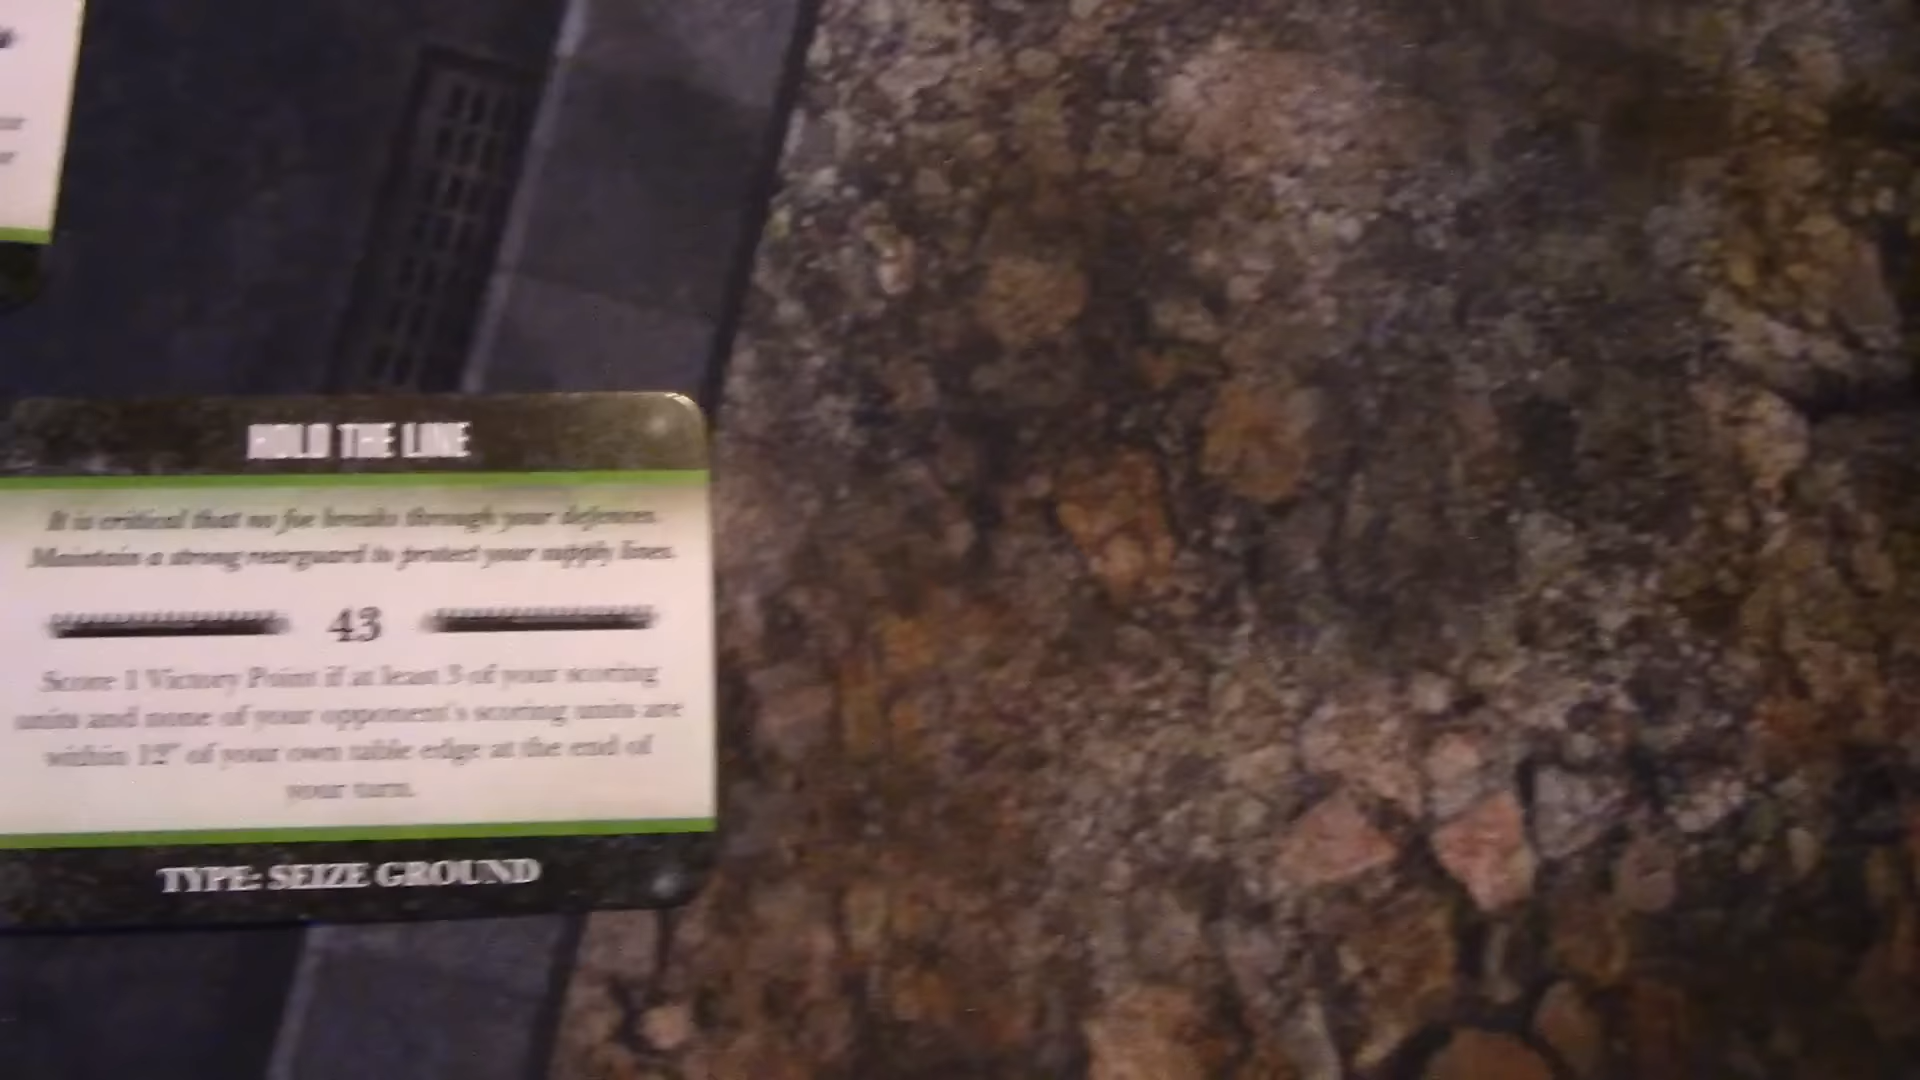 HOLD THE LINE
It is critical that no foe breaks through your defences.
Maintain a strong rearguard to protect your supply lines.
43
Score 1 Victory Point if at least 3 of your scoring
units and none of your opponent's scoring units are
within 12" of your own table edge at the end of
your turn.
TYPE: SEIZE GROUND